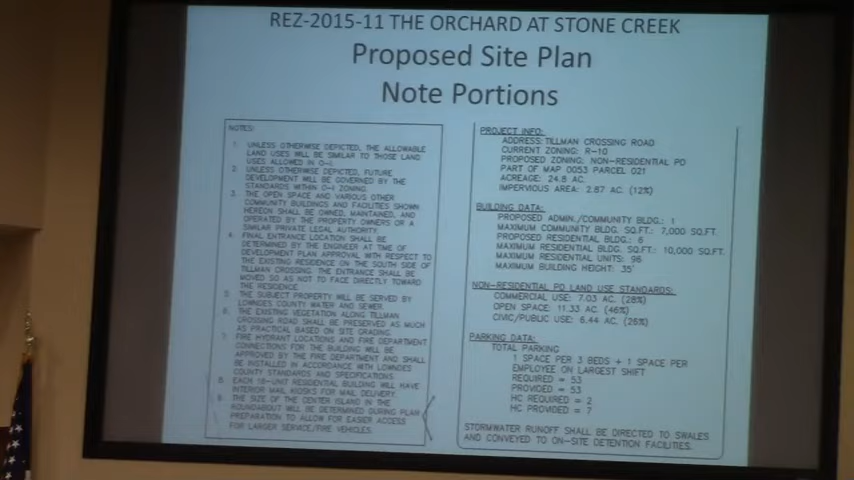 REZ-2015-11 THE ORCHARD AT STONE CREEK
Proposed Site Plan
Note Portions
NOTES:
1. UNLESS OTHERWISE DEPICTED, THE ALLOWABLE
LAND USES WILL BE SIMILAR TO THOSE LAND
USES ALLOWED IN O-I.
2. UNLESS OTHERWISE DEPICTED, FUTURE
DEVELOPMENT WILL BE GOVERNED BY THE
STANDARDS WITHIN O-I ZONING.
3. THE OPEN SPACE AND VARIOUS OTHER
COMMUNITY BUILDINGS AND FACILITIES SHOWN
HEREON SHALL BE OWNED, MAINTAINED, AND
OPERATED BY THE PROPERTY OWNERS OR A
SIMILAR PRIVATE LEGAL AUTHORITY.
4. FINAL ENTRANCE LOCATION SHALL BE
DETERMINED BY THE ENGINEER AT TIME OF
DEVELOPMENT PLAN APPROVAL WITH RESPECT TO
THE EXISTING RESIDENCE ON THE SOUTH SIDE OF
TILLMAN CROSSING. THE ENTRANCE SHALL BE
MOVED SO AS NOT TO FACE DIRECTLY TOWARD
THE RESIDENCE.
5. THE SUBJECT PROPERTY WILL BE SERVED BY
LOWNDES COUNTY WATER AND SEWER.
6. THE EXISTING VEGETATION ALONG TILLMAN
CROSSING ROAD SHALL BE PRESERVED AS MUCH
AS PRACTICAL BASED ON SITE GRADING.
7. FIRE HYDRANT LOCATIONS AND FIRE DEPARTMENT
CONNECTIONS FOR THE BUILDING WILL BE
APPROVED BY THE FIRE DEPARTMENT AND SHALL
BE INSTALLED IN ACCORDANCE WITH LOWNDES
COUNTY STANDARDS AND SPECIFICATIONS.
8. EACH 16-UNIT RESIDENTIAL BUILDING WILL HAVE
INTERIOR MAIL KIOSKS FOR MAIL DELIVERY.
9. THE SIZE OF THE CENTER ISLAND IN THE
ROUNDABOUT WILL BE DETERMINED DURING PLAN
PREPARATION TO ALLOW FOR EASIER ACCESS
FOR LARGER SERVICE/FIRE VEHICLES.
PROJECT INFO:
ADDRESS: TILLMAN CROSSING ROAD
CURRENT ZONING: R-10
PROPOSED ZONING: NON-RESIDENTIAL PD
PART OF MAP 0053 PARCEL 021
ACREAGE: 24.8 AC.
IMPERVIOUS AREA: 2.87 AC. (12%)
BUILDING DATA:
PROPOSED ADMIN./COMMUNITY BLDG.: 1
MAXIMUM COMMUNITY BLDG. SQ.FT.: 7,000 SQ.FT.
PROPOSED RESIDENTIAL BLDG.: 6
MAXIMUM RESIDENTIAL BLDG. SQ.FT.: 10,000 SQ.FT.
MAXIMUM RESIDENTIAL UNITS: 96
MAXIMUM BUILDING HEIGHT: 35'
NON-RESIDENTIAL PD LAND USE STANDARDS:
COMMERCIAL USE: 7.03 AC. (28%)
OPEN SPACE: 11.33 AC. (46%)
CIVIC/PUBLIC USE: 6.44 AC. (26%)
PARKING DATA:
TOTAL PARKING
1 SPACE PER 3 BEDS + 1 SPACE PER
EMPLOYEE ON LARGEST SHIFT
REQUIRED = 53
PROVIDED = 53
HC REQUIRED = 2
HC PROVIDED = 7
STORMWATER RUNOFF SHALL BE DIRECTED TO SWALES
AND CONVEYED TO ON-SITE DETENTION FACILITIES.